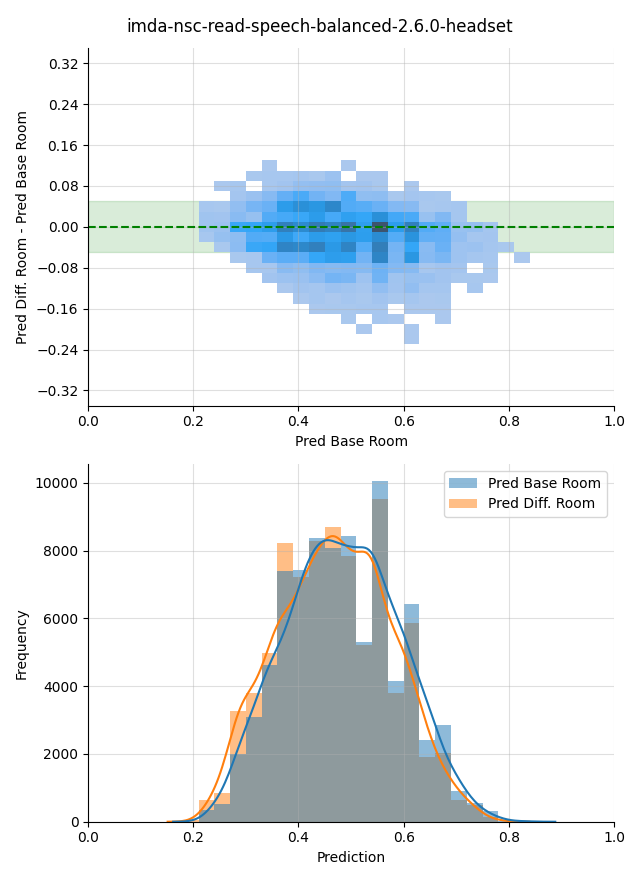 imda-nsc-read-speech-balanced-2.6.0-headset
Pred Diff. Room - Pred Base Room
0.32
0.24
0.16
0.08
0.00
−0.08
−0.16
−0.24
−0.32
0.0 0.2 0.4 0.6 0.8 1.0
Pred Base Room
Frequency
10000
8000
6000
4000
2000
0
Pred Base Room
Pred Diff. Room
0.0 0.2 0.4 0.6 0.8 1.0
Prediction